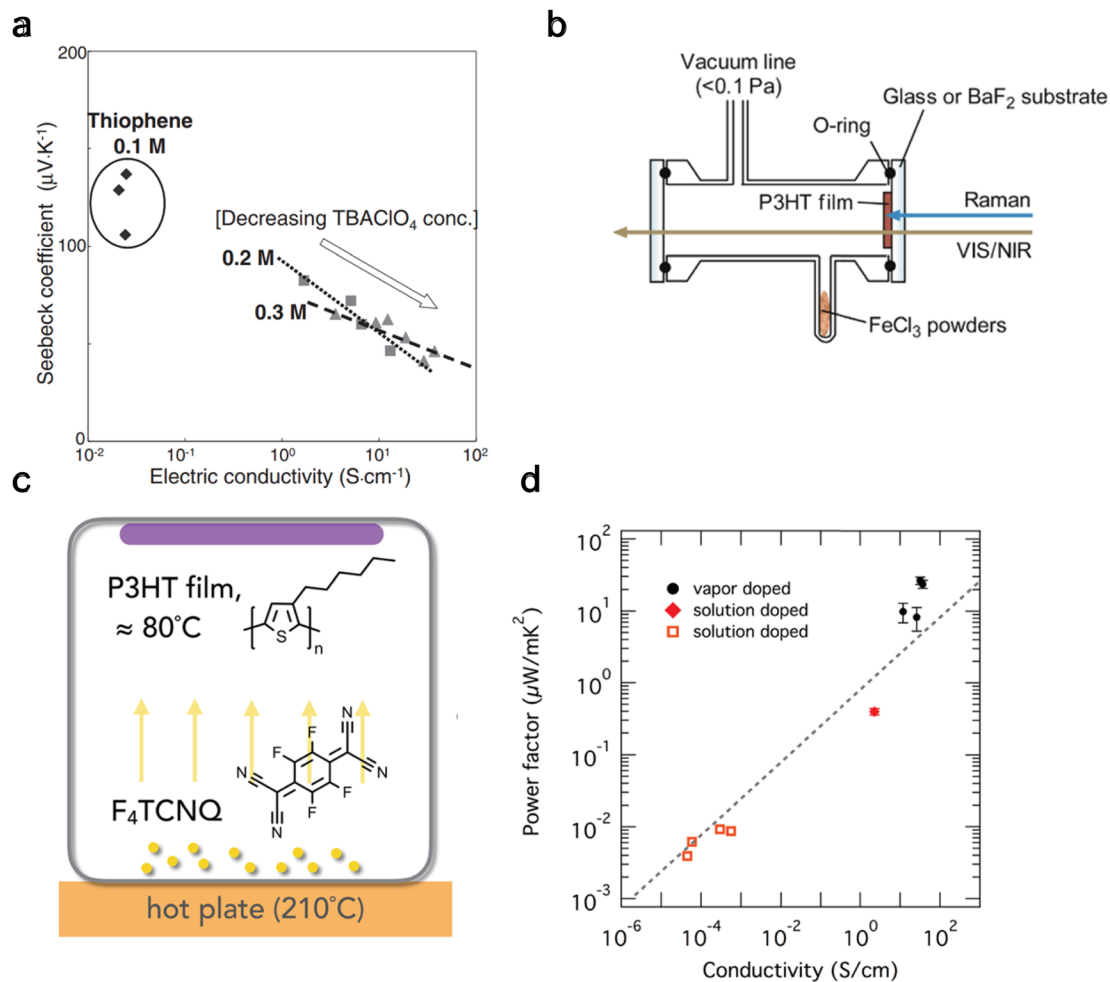 a
200
100
0
Seebeck coefficient (μV·K⁻¹)
Thiophene
0.1 M
[Decreasing TBAClO₄ conc.]
0.2 M
0.3 M
10⁻²
10⁻¹
10⁰
10¹
10²
Electric conductivity (S·cm⁻¹)
b
Vacuum line
(<0.1 Pa)
Glass or BaF₂ substrate
O-ring
P3HT film
Raman
VIS/NIR
FeCl₃ powders
c
P3HT film,
≈ 80°C
S
n
N
N
F
F
N
N
F
F
N
F₄TCNQ
hot plate (210°C)
d
10²
10¹
10⁰
10⁻¹
10⁻²
10⁻³
Power factor (μW/mK²)
vapor doped
solution doped
solution doped
10⁻⁶
10⁻⁴
10⁻²
10⁰
10²
Conductivity (S/cm)